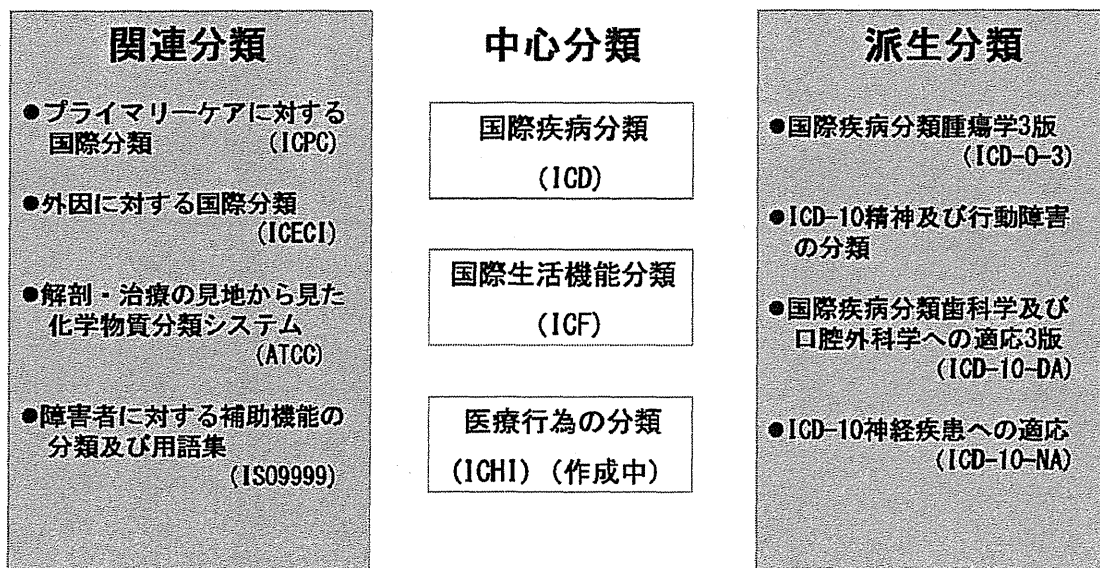 関連分類
●プライマリーケアに対する
国際分類 (ICPC)
●外因に対する国際分類
(ICECI)
●解剖・治療の見地から見た
化学物質分類システム
(ATCC)
●障害者に対する補助機能の
分類及び用語集
(ISO9999)
中心分類
国際疾病分類
(ICD)
国際生活機能分類
(ICF)
医療行為の分類
(ICHI) (作成中)
派生分類
●国際疾病分類腫瘍学3版
(ICD-O-3)
●ICD-10精神及び行動障害
の分類
●国際疾病分類歯科学及び
口腔外科学への適応3版
(ICD-10-DA)
●ICD-10神経疾患への適応
(ICD-10-NA)